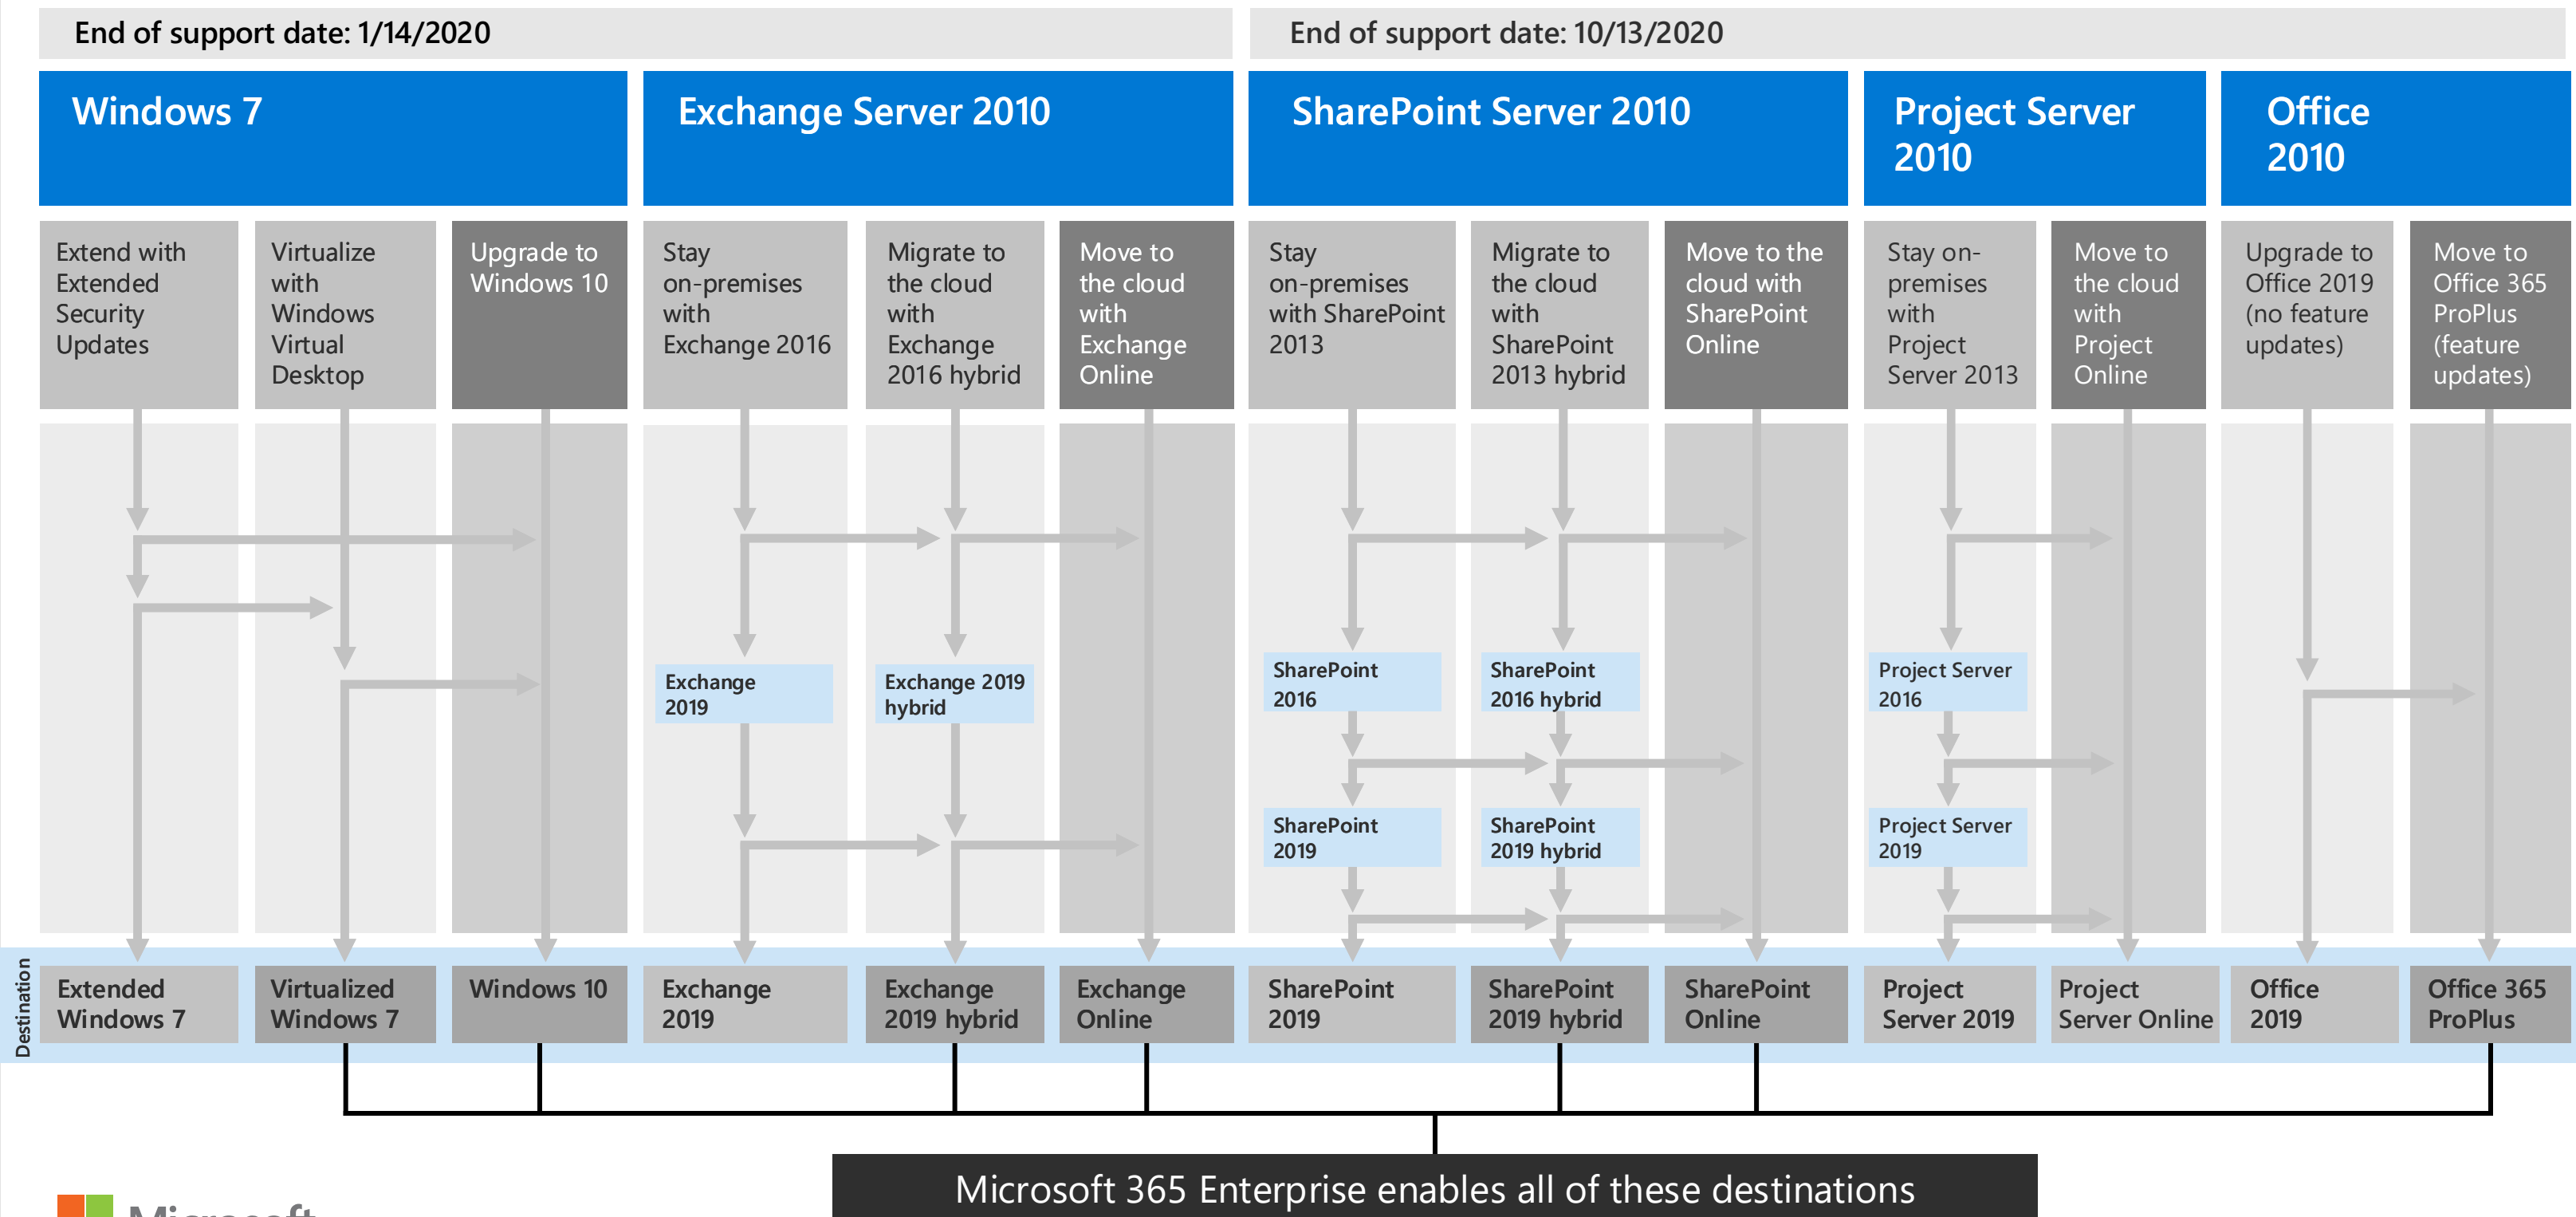 End of support date: 1/14/2020
End of support date: 10/13/2020
Windows 7
Exchange Server 2010
SharePoint Server 2010
Project Server
2010
Office
2010
Extend with
Extended
Security
Updates
Virtualize
with
Windows
Virtual
Desktop
Upgrade to
Windows 10
Stay
on-premises
with
Exchange 2016
Migrate to
the cloud
with
Exchange
2016 hybrid
Move to
the cloud
with
Exchange
Online
Stay
on-premises
with SharePoint
2013
Migrate to
the cloud
with
SharePoint
2013 hybrid
Move to the
cloud with
SharePoint
Online
Stay on-
premises
with
Project
Server 2013
Move to
the cloud
with
Project
Online
Upgrade to
Office 2019
(no feature
updates)
Move to
Office 365
ProPlus
(feature
updates)
Exchange
2019
Exchange 2019
hybrid
SharePoint
2016
SharePoint
2016 hybrid
Project Server
2016
SharePoint
2019
SharePoint
2019 hybrid
Project Server
2019
Destination
Extended
Windows 7
Virtualized
Windows 7
Windows 10
Exchange
2019
Exchange
2019 hybrid
Exchange
Online
SharePoint
2019
SharePoint
2019 hybrid
SharePoint
Online
Project
Server 2019
Project
Server Online
Office
2019
Office 365
ProPlus
Microsoft 365 Enterprise enables all of these destinations
Microsoft